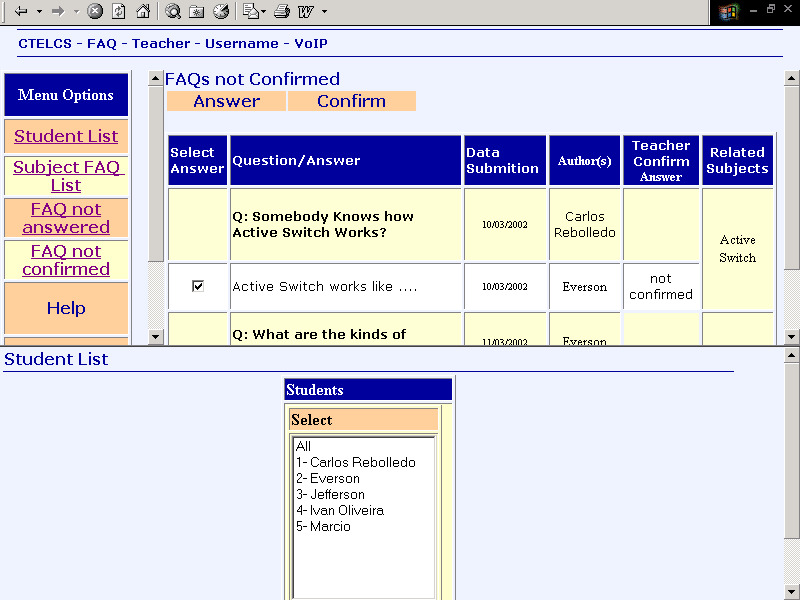 CTELCS - FAQ - Teacher - Username - VoIP
Menu Options
Student List
Subject FAQ
List
FAQ not
answered
FAQ not
confirmed
Help
FAQs not Confirmed
Answer Confirm
Select
Answer
Question/Answer
Data
Submition
Author(s)
Teacher
Confirm
Answer
Related
Subjects
Q: Somebody Knows how
Active Switch Works?
10/03/2002
Carlos
Rebolledo
Active
Switch
Active Switch works like ....
10/03/2002
Everson
not
confirmed
Q: What are the kinds of
11/03/2002
Everson
Student List
Students
Select
All
1- Carlos Rebolledo
2- Everson
3- Jefferson
4- Ivan Oliveira
5- Marcio